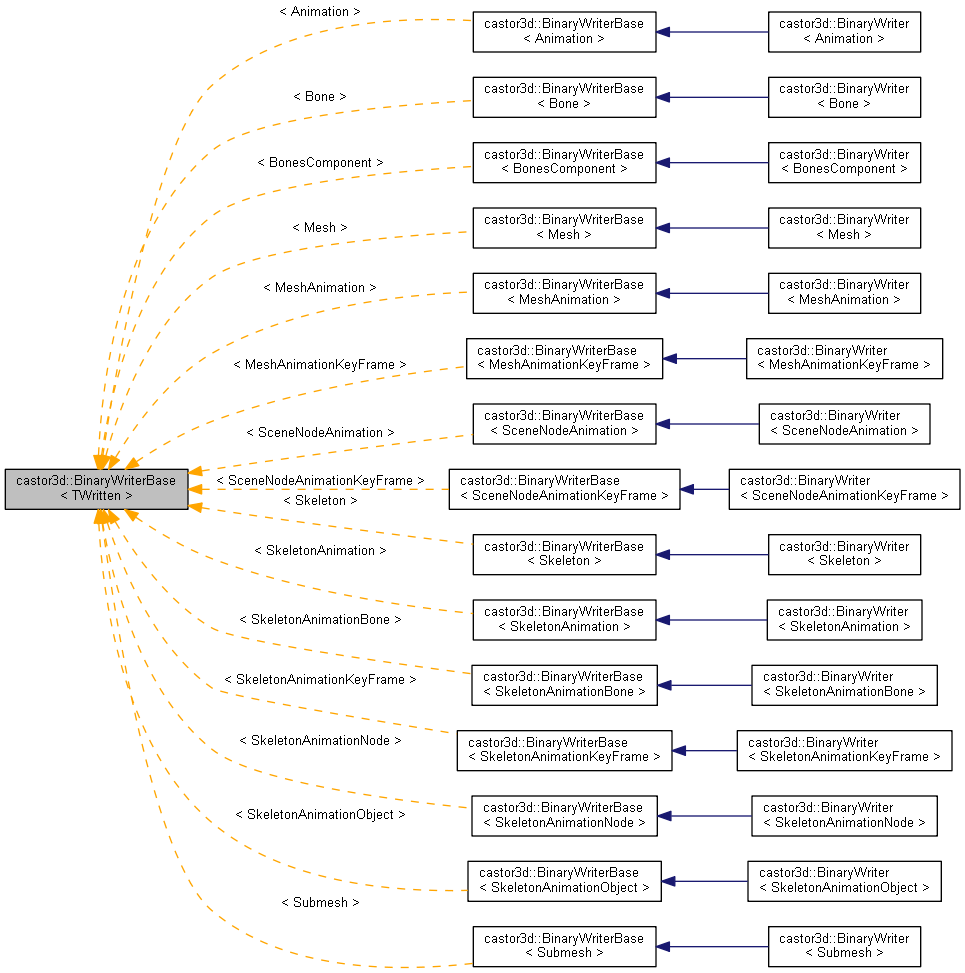 < Animation >
castor3d::BinaryWriterBase
< Animation >
castor3d::BinaryWriter
< Animation >
< Bone >
castor3d::BinaryWriterBase
< Bone >
castor3d::BinaryWriter
< Bone >
< BonesComponent >
castor3d::BinaryWriterBase
< BonesComponent >
castor3d::BinaryWriter
< BonesComponent >
< Mesh >
castor3d::BinaryWriterBase
< Mesh >
castor3d::BinaryWriter
< Mesh >
< MeshAnimation >
castor3d::BinaryWriterBase
< MeshAnimation >
castor3d::BinaryWriter
< MeshAnimation >
< MeshAnimationKeyFrame >
castor3d::BinaryWriterBase
< MeshAnimationKeyFrame >
castor3d::BinaryWriter
< MeshAnimationKeyFrame >
< SceneNodeAnimation >
castor3d::BinaryWriterBase
< SceneNodeAnimation >
castor3d::BinaryWriter
< SceneNodeAnimation >
castor3d::BinaryWriterBase
< TWritten >
< SceneNodeAnimationKeyFrame >
castor3d::BinaryWriterBase
< SceneNodeAnimationKeyFrame >
castor3d::BinaryWriter
< SceneNodeAnimationKeyFrame >
< Skeleton >
castor3d::BinaryWriterBase
< Skeleton >
castor3d::BinaryWriter
< Skeleton >
< SkeletonAnimation >
castor3d::BinaryWriterBase
< SkeletonAnimation >
castor3d::BinaryWriter
< SkeletonAnimation >
< SkeletonAnimationBone >
castor3d::BinaryWriterBase
< SkeletonAnimationBone >
castor3d::BinaryWriter
< SkeletonAnimationBone >
< SkeletonAnimationKeyFrame >
castor3d::BinaryWriterBase
< SkeletonAnimationKeyFrame >
castor3d::BinaryWriter
< SkeletonAnimationKeyFrame >
< SkeletonAnimationNode >
castor3d::BinaryWriterBase
< SkeletonAnimationNode >
castor3d::BinaryWriter
< SkeletonAnimationNode >
< SkeletonAnimationObject >
castor3d::BinaryWriterBase
< SkeletonAnimationObject >
castor3d::BinaryWriter
< SkeletonAnimationObject >
< Submesh >
castor3d::BinaryWriterBase
< Submesh >
castor3d::BinaryWriter
< Submesh >